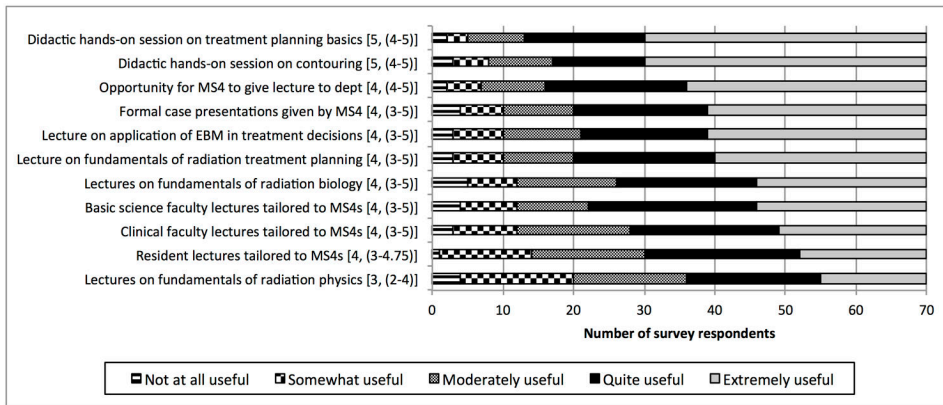 Didactic hands-on session on treatment planning basics [5, (4-5)]
Didactic hands-on session on contouring [5, (4-5)]
Opportunity for MS4 to give lecture to dept [4, (4-5)]
Formal case presentations given by MS4 [4, (3-5)]
Lecture on application of EBM in treatment decisions [4, (3-5)]
Lecture on fundamentals of radiation treatment planning [4, (3-5)]
Lectures on fundamentals of radiation biology [4, (3-5)]
Basic science faculty lectures tailored to MS4s [4, (3-5)]
Clinical faculty lectures tailored to MS4s [4, (3-5)]
Resident lectures tailored to MS4s [4, (3-4.75)]
Lectures on fundamentals of radiation physics [3, (2-4)]
0 10 20 30 40 50 60 70
Number of survey respondents
Not at all useful Somewhat useful Moderately useful Quite useful Extremely useful